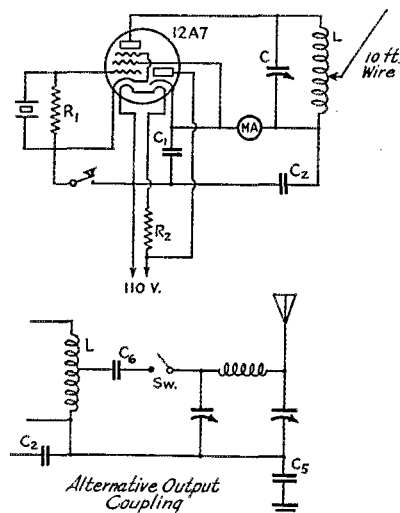 12A7
L
C
10 ft.
Wire
R1
C1
MA
C2
R2
110 V.
L
C6
Sw.
C2
C5
Alternative Output
Coupling